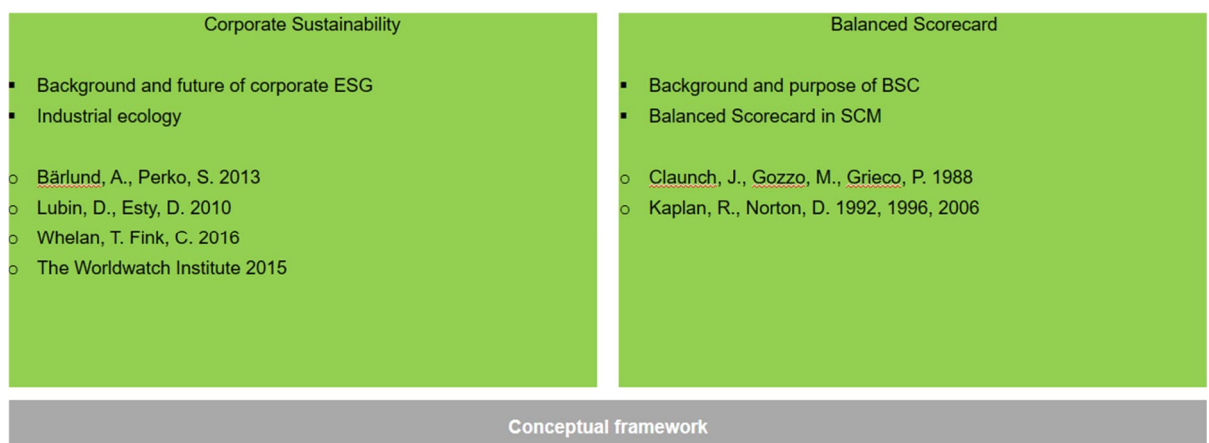 Corporate Sustainability
▪ Background and future of corporate ESG
▪ Industrial ecology
o Bärlund, A., Perko, S. 2013
o Lubin, D., Esty, D. 2010
o Whelan, T. Fink, C. 2016
o The Worldwatch Institute 2015
Balanced Scorecard
▪ Background and purpose of BSC
▪ Balanced Scorecard in SCM
o Claunch, J., Gozzo, M., Grieco, P. 1988
o Kaplan, R., Norton, D. 1992, 1996, 2006
Conceptual framework